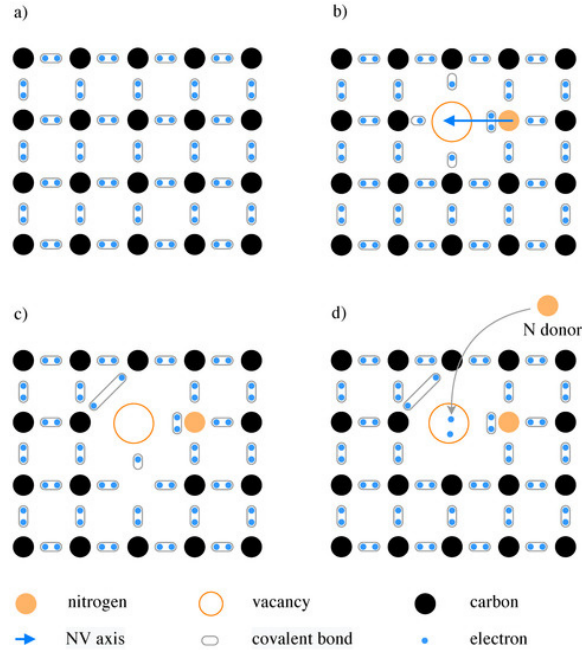 a)
b)
c)
d)
N donor
nitrogen
vacancy
carbon
NV axis
covalent bond
electron